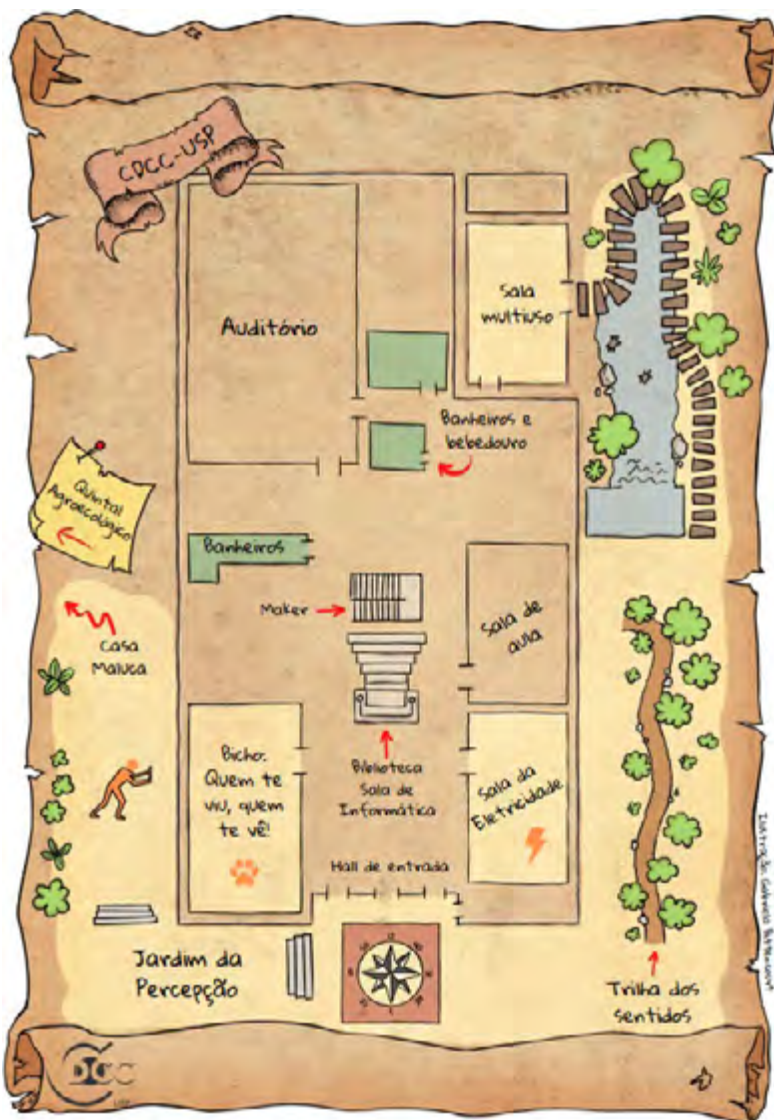 CDCC-USP
Auditório
Sala
multiuso
Banheiros e
bebedouro
Quintal
Agroecológico
Banheiros
Maker
Sala de
aula
Casa
Maluca
Bicho:
Quem te
viu, quem
te vê!
Biblioteca
Sala de
Informática
Sala da
Eletricidade
Hall de entrada
Jardim da
Percepção
Trilha dos
sentidos
CDCC
USP